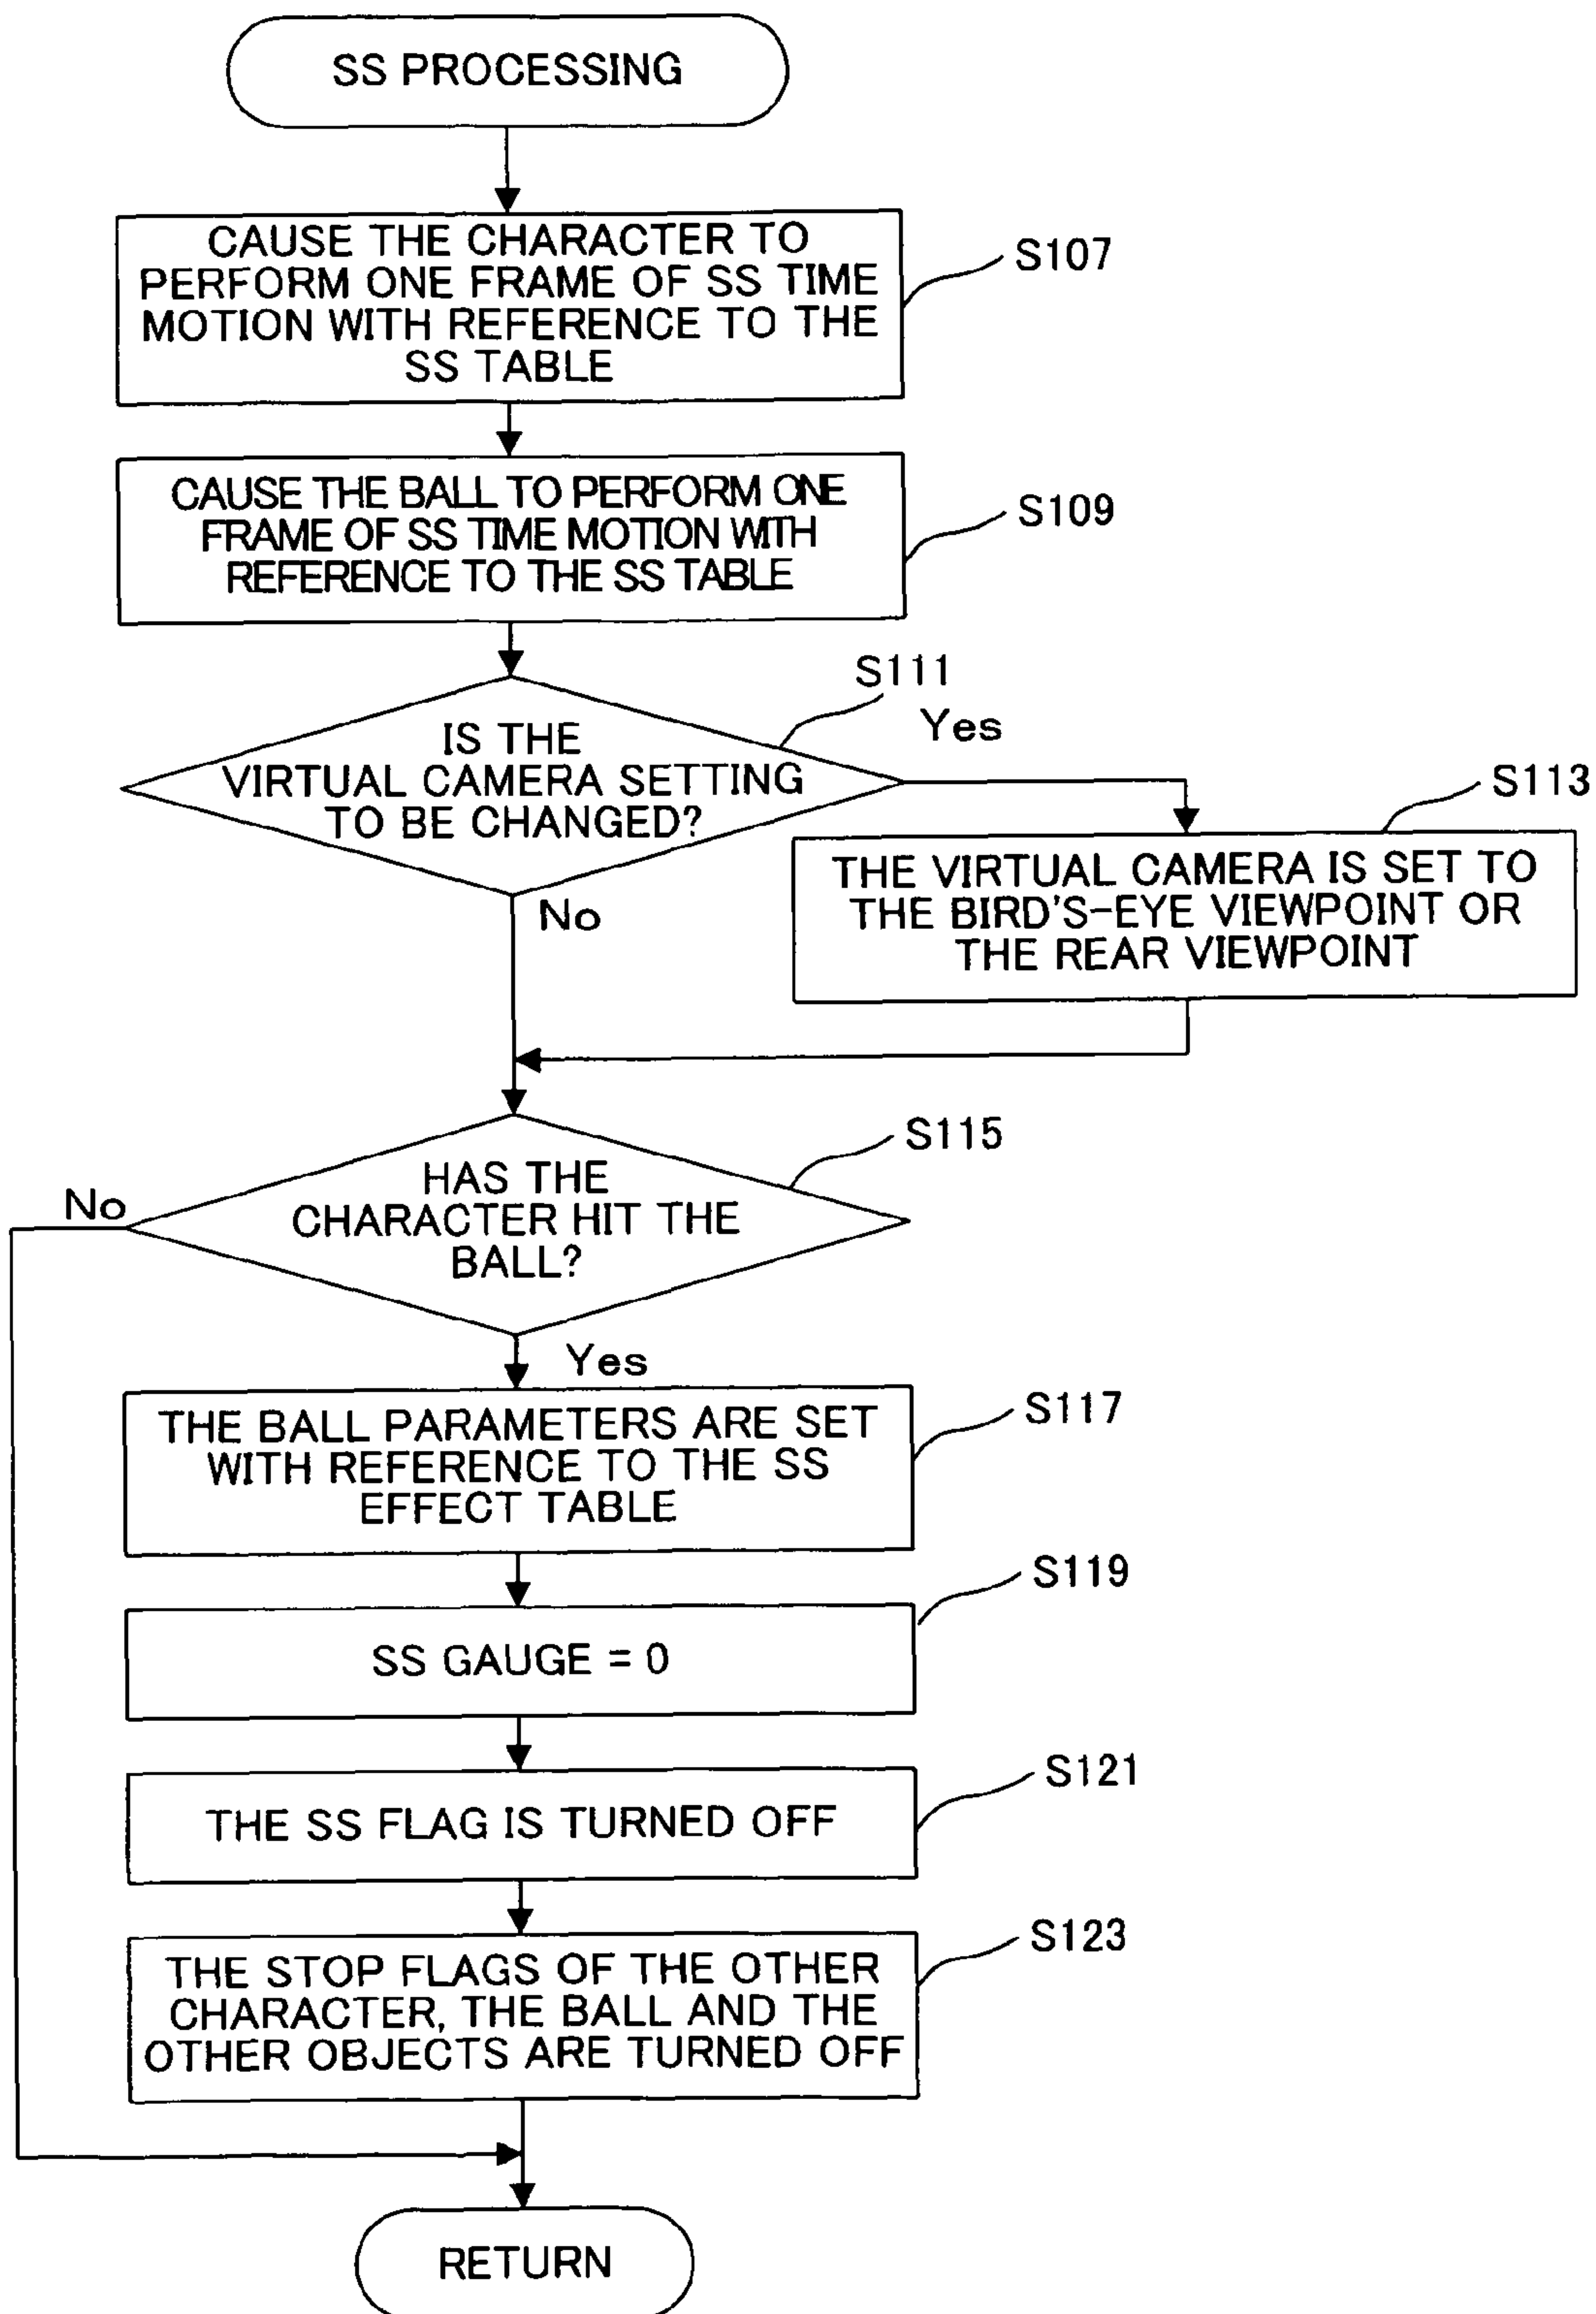 SS PROCESSING
CAUSE THE CHARACTER TO
PERFORM ONE FRAME OF SS TIME
MOTION WITH REFERENCE TO THE
SS TABLE
S107
CAUSE THE BALL TO PERFORM ONE
FRAME OF SS TIME MOTION WITH
REFERENCE TO THE SS TABLE
S109
S111
IS THE
VIRTUAL CAMERA SETTING
TO BE CHANGED?
Yes
No
S113
THE VIRTUAL CAMERA IS SET TO
THE BIRD'S-EYE VIEWPOINT OR
THE REAR VIEWPOINT
S115
HAS THE
CHARACTER HIT THE
BALL?
No
Yes
S117
THE BALL PARAMETERS ARE SET
WITH REFERENCE TO THE SS
EFFECT TABLE
S119
SS GAUGE = 0
S121
THE SS FLAG IS TURNED OFF
S123
THE STOP FLAGS OF THE OTHER
CHARACTER, THE BALL AND THE
OTHER OBJECTS ARE TURNED OFF
RETURN